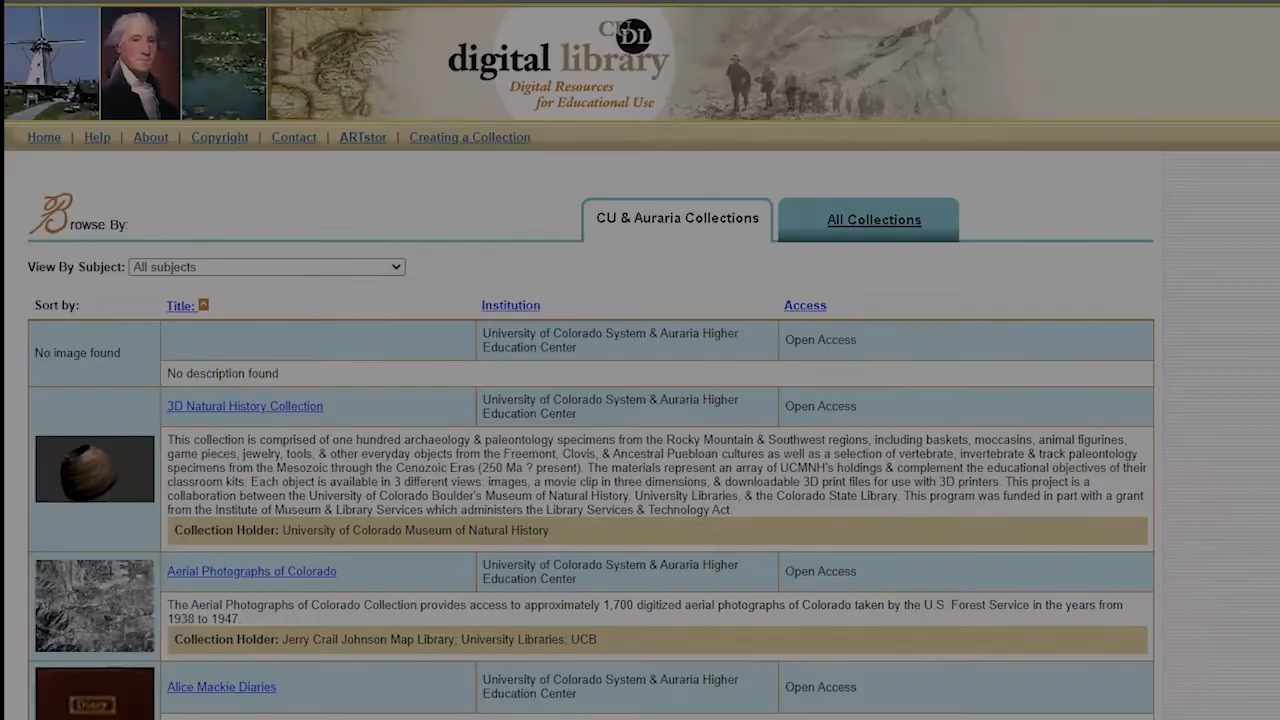 CU
DL
digital library
Digital Resources
for Educational Use
Home | Help | About | Copyright | Contact | ARTstor | Creating a Collection
Browse By:
CU & Auraria Collections
All Collections
View By Subject: All subjects
Sort by: Title: Institution Access
No image found
University of Colorado System & Auraria Higher
Education Center
Open Access
No description found
3D Natural History Collection
University of Colorado System & Auraria Higher
Education Center
Open Access
This collection is comprised of one hundred archaeology & paleontology specimens from the Rocky Mountain & Southwest regions, including baskets, moccasins, animal figurines,
game pieces, jewelry, tools, & other everyday objects from the Freemont, Clovis, & Ancestral Puebloan cultures as well as a selection of vertebrate, invertebrate & track paleontology
specimens from the Mesozoic through the Cenozoic Eras (250 Ma ? present). The materials represent an array of UCMNH's holdings & complement the educational objectives of their
classroom kits. Each object is available in 3 different views: images, a movie clip in three dimensions, & downloadable 3D print files for use with 3D printers. This project is a
collaboration between the University of Colorado Boulder's Museum of Natural History, University Libraries, & the Colorado State Library. This program was funded in part with a grant
from the Institute of Museum & Library Services which administers the Library Services & Technology Act.
Collection Holder: University of Colorado Museum of Natural History
Aerial Photographs of Colorado
University of Colorado System & Auraria Higher
Education Center
Open Access
The Aerial Photographs of Colorado Collection provides access to approximately 1,700 digitized aerial photographs of Colorado taken by the U.S. Forest Service in the years from
1938 to 1947.
Collection Holder: Jerry Crail Johnson Map Library; University Libraries; UCB
Diary
Alice Mackie Diaries
University of Colorado System & Auraria Higher
Education Center
Open Access